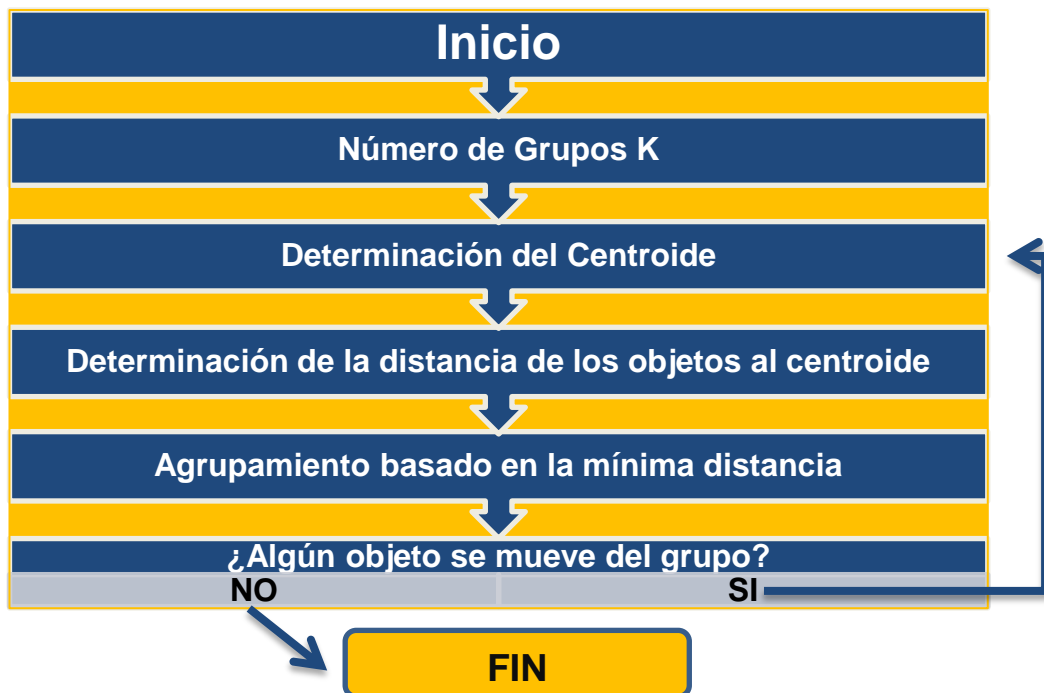 Inicio
Número de Grupos K
Determinación del Centroide
Determinación de la distancia de los objetos al centroide
Agrupamiento basado en la mínima distancia
¿Algún objeto se mueve del grupo?
NO
SI
FIN